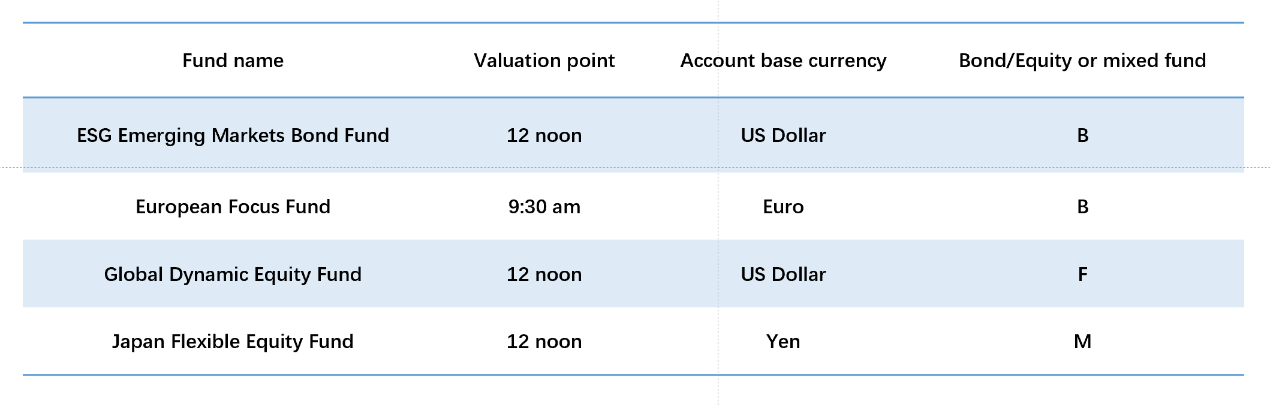 Fund name Valuation point Account base currency Bond/Equity or mixed fund
ESG Emerging Markets Bond Fund 12 noon US Dollar B
European Focus Fund 9:30 am Euro B
Global Dynamic Equity Fund 12 noon US Dollar F
Japan Flexible Equity Fund 12 noon Yen M